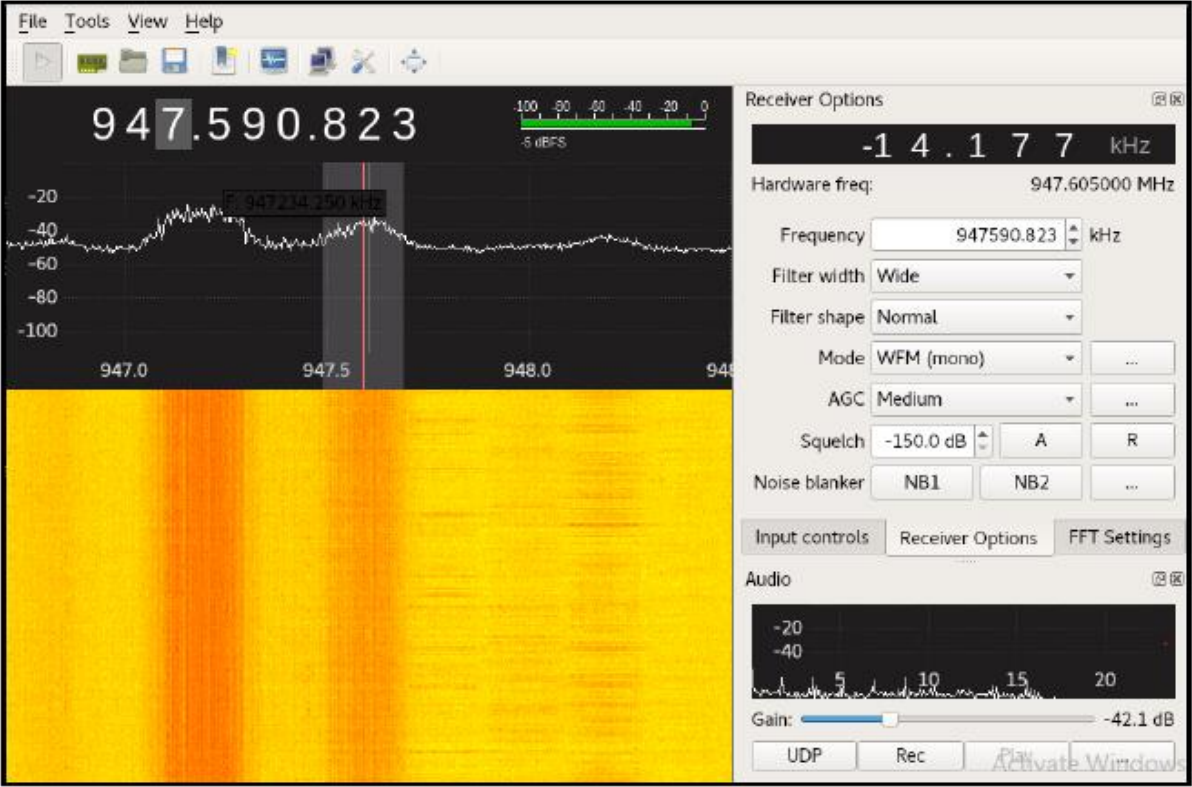 File Tools View Help
947.590.823
-100 -80 -60 -40 -20 0
-5 dBFS
-20
F: 947234.250 kHz
-40
-60
-80
-100
947.0 947.5 948.0 948
Receiver Options
-14.177 kHz
Hardware freq: 947.605000 MHz
Frequency 947590.823 kHz
Filter width Wide
Filter shape Normal
Mode WFM (mono) ...
AGC Medium ...
Squelch -150.0 dB A R
Noise blanker NB1 NB2 ...
Input controls Receiver Options FFT Settings
Audio
-20
-40
5 10 15 20
Gain: -42.1 dB
UDP Rec Play ...
Activate Windows